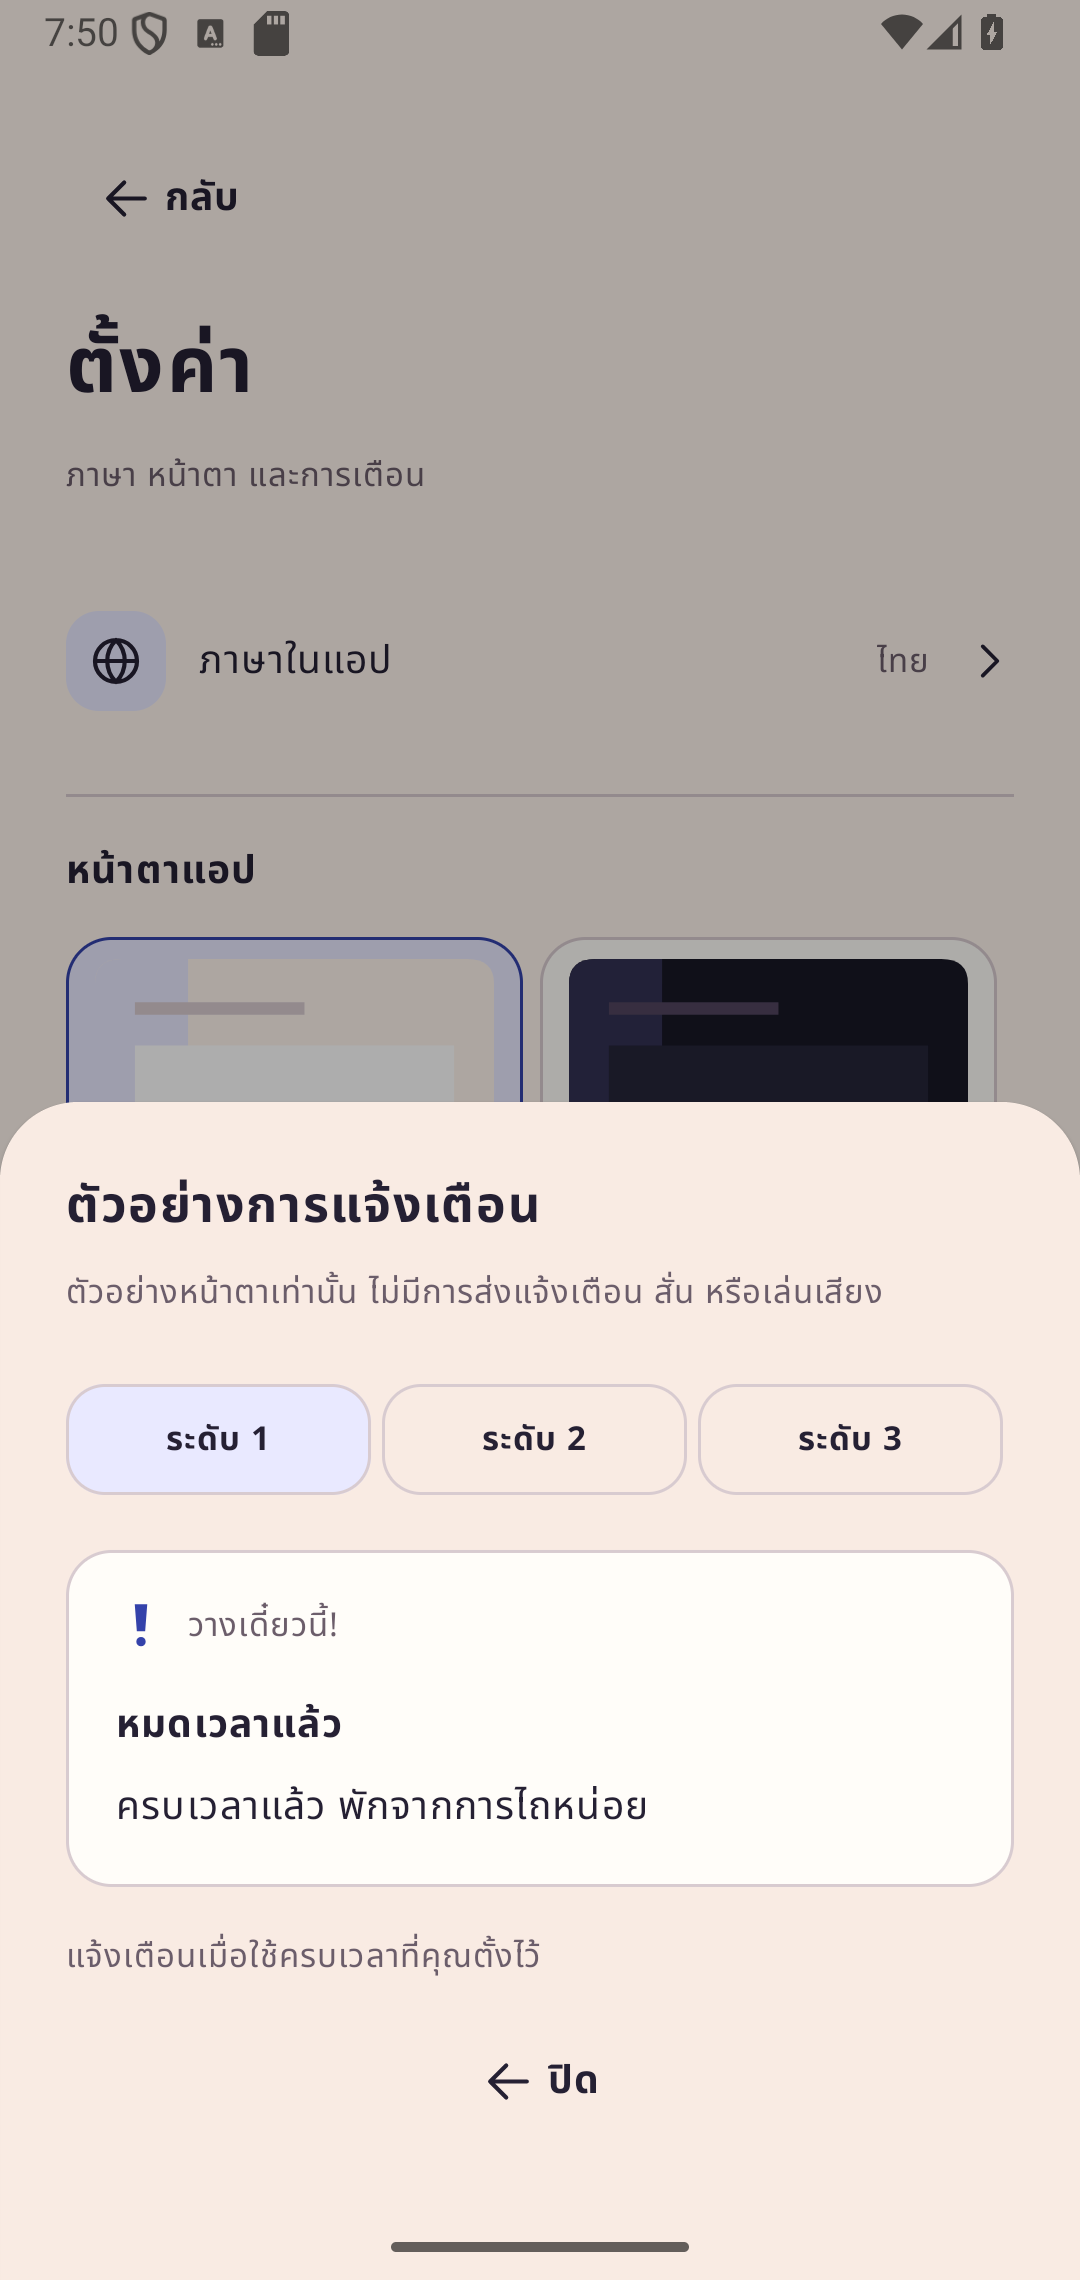 7:50
กลับ
ตั้งค่า
ภาษา หน้าตา และการเตือน
ภาษาในแอป
ไทย
หน้าตาแอป
ตัวอย่างการแจ้งเตือน
ตัวอย่างหน้าตาเท่านั้น ไม่มีการส่งแจ้งเตือน สั่น หรือเล่นเสียง
ระดับ 1
ระดับ 2
ระดับ 3
วางเดี๋ยวนี้!
หมดเวลาแล้ว
ครบเวลาแล้ว พักจากการไถหน่อย
แจ้งเตือนเมื่อใช้ครบเวลาที่คุณตั้งไว้
ปิด